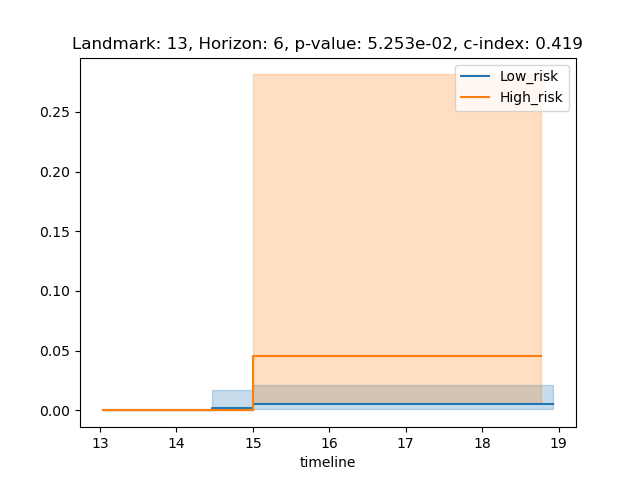 Landmark: 13, Horizon: 6, p-value: 5.253e-02, c-index: 0.419
Low_risk
High_risk
0.25
0.20
0.15
0.10
0.05
0.00
13 14 15 16 17 18 19
timeline